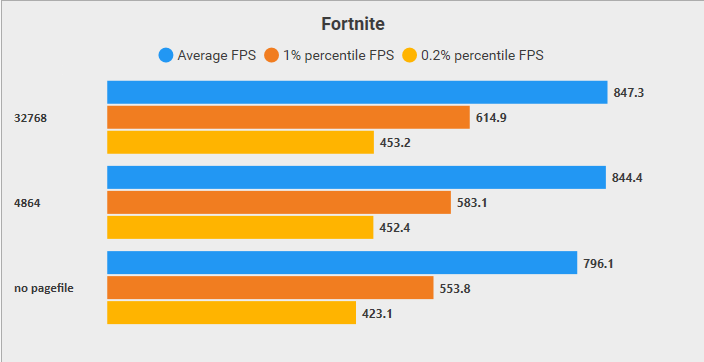 Fortnite
Average FPS 1% percentile FPS 0.2% percentile FPS
847.3
32768 614.9
453.2
844.4
4864 583.1
452.4
796.1
no pagefile 553.8
423.1